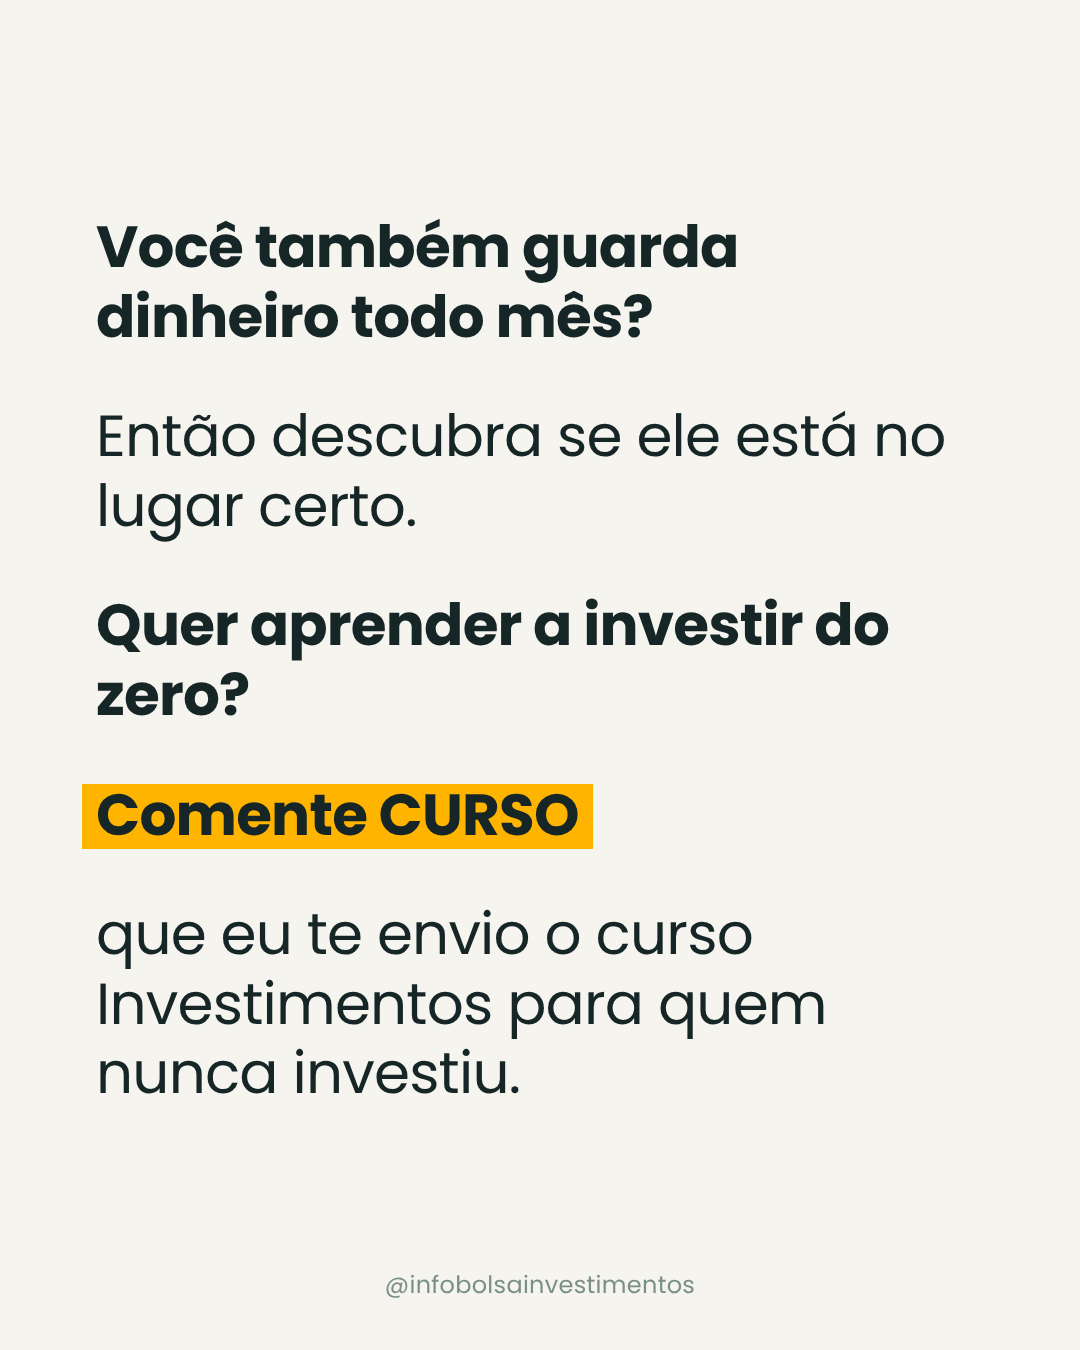 Você também guarda
dinheiro todo mês?
Então descubra se ele está no
lugar certo.
Quer aprender a investir do
zero?
Comente CURSO
que eu te envio o curso
Investimentos para quem
nunca investiu.
@infobolsainvestimentos